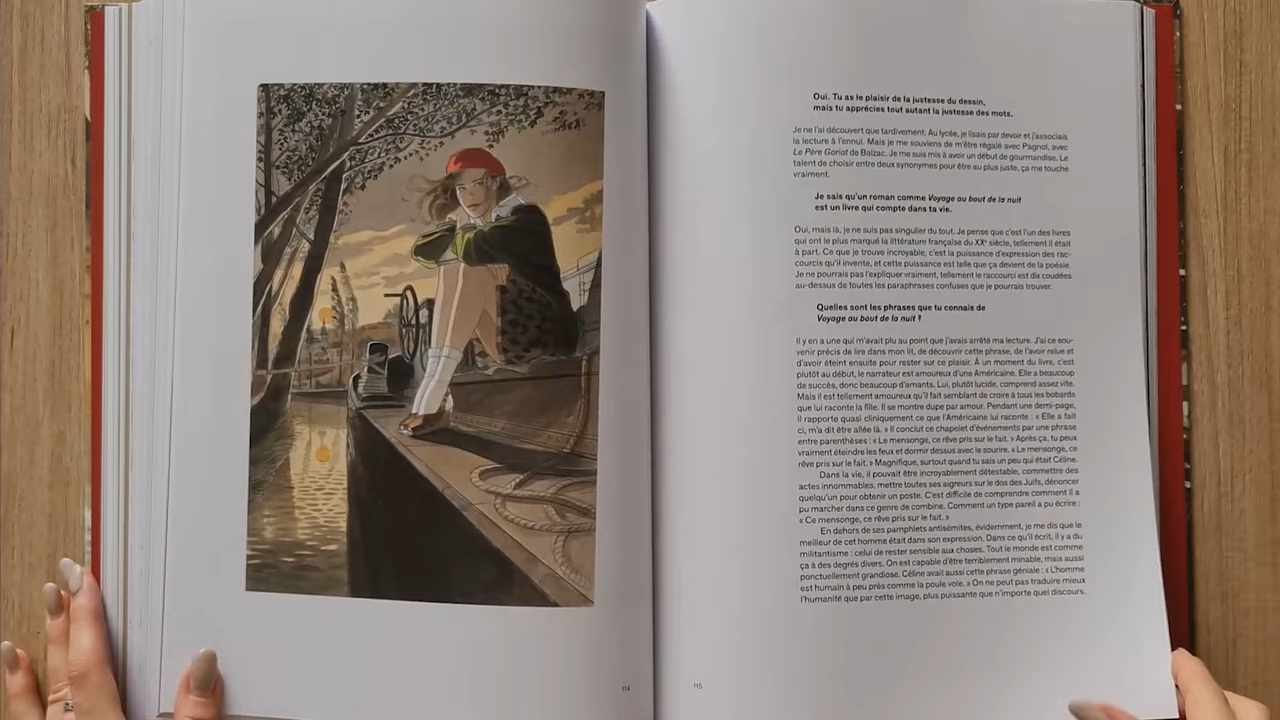 Oui. Tu as le plaisir de la justesse du dessin,
mais tu apprécies tout autant la justesse des mots.
Je ne l'ai découvert que tardivement. Au lycée, je lisais par devoir et j'associais
la lecture à l'ennui. Mais je me souviens de m'être régalé avec Pagnol, avec
Le Père Goriot de Balzac. Je me suis mis à avoir un début de gourmandise. Le
talent de choisir entre deux synonymes pour être au plus juste, ça me touche
vraiment.
Je sais qu'un roman comme Voyage au bout de la nuit
est un livre qui compte dans ta vie.
Oui, mais là, je ne suis pas singulier du tout. Je pense que c'est l'un des livres
qui ont le plus marqué la littérature française du XXe siècle, tellement il était
à part. Ce que je trouve incroyable, c'est la puissance d'expression des rac-
courcis qu'il invente, et cette puissance est telle que ça devient de la poésie.
Je ne pourrais pas l'expliquer vraiment, tellement le raccourci est dix coudées
au-dessus de toutes les paraphrases confuses que je pourrais trouver.
Quelles sont les phrases que tu connais de
Voyage au bout de la nuit ?
Il y en a une qui m'avait plu au point que j'avais arrêté ma lecture. J'ai ce sou-
venir précis de lire dans mon lit, de découvrir cette phrase, de l'avoir relue et
d'avoir éteint ensuite pour rester sur ce plaisir. À un moment du livre, c'est
plutôt au début, le narrateur est amoureux d'une Américaine. Elle a beaucoup
de succès, donc beaucoup d'amants. Lui, plutôt lucide, comprend assez vite.
Mais il est tellement amoureux qu'il fait semblant de croire à tous les bobards
que lui raconte la fille. Il se montre dupe par amour. Pendant une demi-page,
il rapporte quasi cliniquement ce que l'Américaine lui raconte : « Elle a fait
ci, m'a dit être allée là. » Il conclut ce chapelet d'événements par une phrase
entre parenthèses : « Le mensonge, ce rêve pris sur le fait. » Après ça, tu peux
vraiment éteindre les feux et dormir dessus avec le sourire. « Le mensonge, ce
rêve pris sur le fait. » Magnifique, surtout quand tu sais un peu qui était Céline.
Dans la vie, il pouvait être incroyablement détestable, commettre des
actes innommables, mettre toutes ses aigreurs sur le dos des Juifs, dénoncer
quelqu'un pour obtenir un poste. C'est difficile de comprendre comment il a
pu marcher dans ce genre de combine. Comment un type pareil a pu écrire :
« Ce mensonge, ce rêve pris sur le fait. »
En dehors de ses pamphlets antisémites, évidemment, je me dis que le
meilleur de cet homme était dans son expression. Dans ce qu'il écrit, il y a du
militantisme : celui de rester sensible aux choses. Tout le monde est comme
ça à des degrés divers. On est capable d'être terriblement minable, mais aussi
ponctuellement grandiose. Céline avait aussi cette phrase géniale : « L'homme
est humain à peu près comme la poule vole. » On ne peut pas traduire mieux
l'humanité que par cette image, plus puissante que n'importe quel discours.
114
115